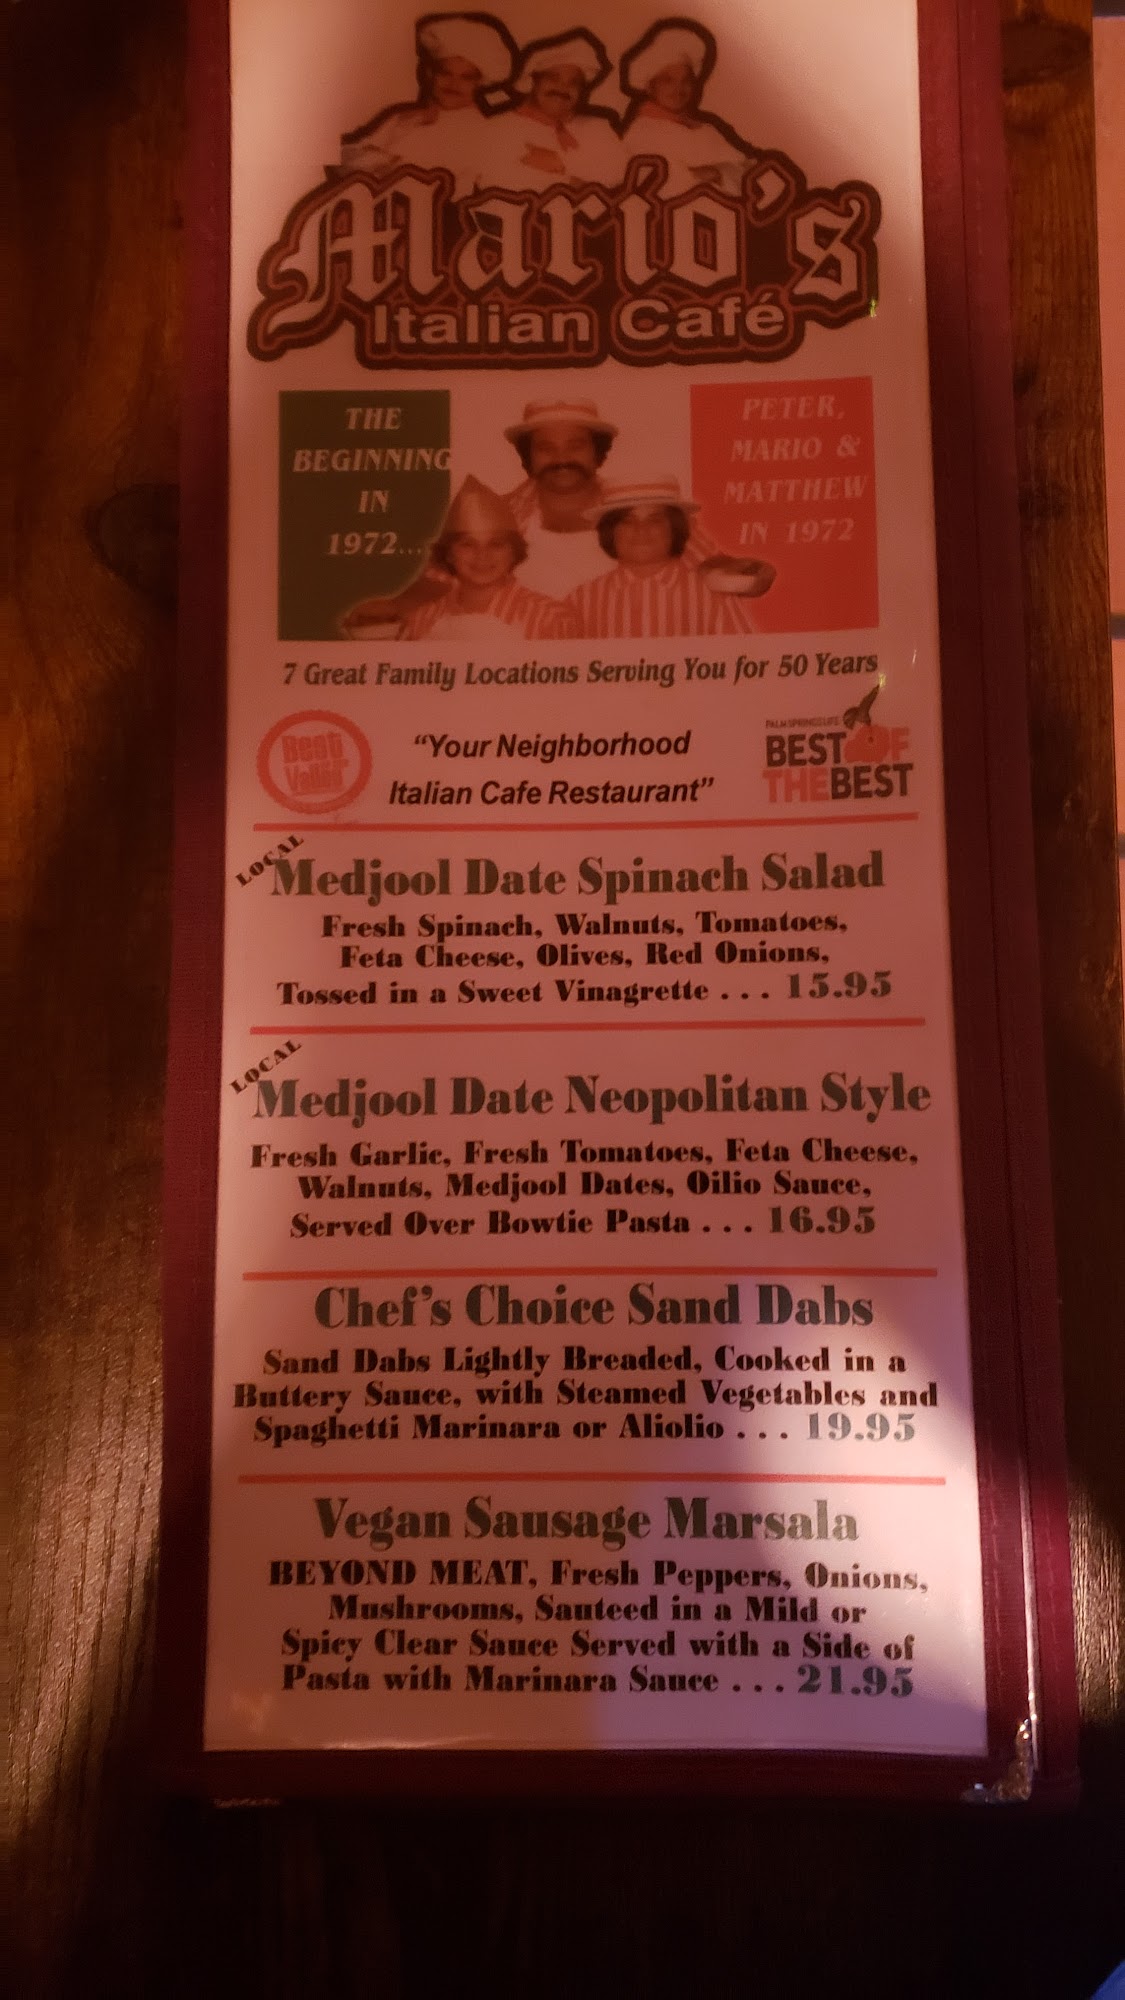 Mario's
Italian Café
THE
BEGINNING
IN
1972...
PETER,
MARIO &
MATTHEW
IN 1972
7 Great Family Locations Serving You for 50 Years
Best
Valley
"Your Neighborhood
Italian Cafe Restaurant"
PALM SPRINGS LIFE
BEST OF
THE BEST
LOCAL
Medjool Date Spinach Salad
Fresh Spinach, Walnuts, Tomatoes,
Feta Cheese, Olives, Red Onions,
Tossed in a Sweet Vinagrette . . . 15.95
LOCAL
Medjool Date Neopolitan Style
Fresh Garlic, Fresh Tomatoes, Feta Cheese,
Walnuts, Medjool Dates, Oilio Sauce,
Served Over Bowtie Pasta . . . 16.95
Chef's Choice Sand Dabs
Sand Dabs Lightly Breaded, Cooked in a
Buttery Sauce, with Steamed Vegetables and
Spaghetti Marinara or Aliolio . . . 19.95
Vegan Sausage Marsala
BEYOND MEAT, Fresh Peppers, Onions,
Mushrooms, Sauteed in a Mild or
Spicy Clear Sauce Served with a Side of
Pasta with Marinara Sauce . . . 21.95